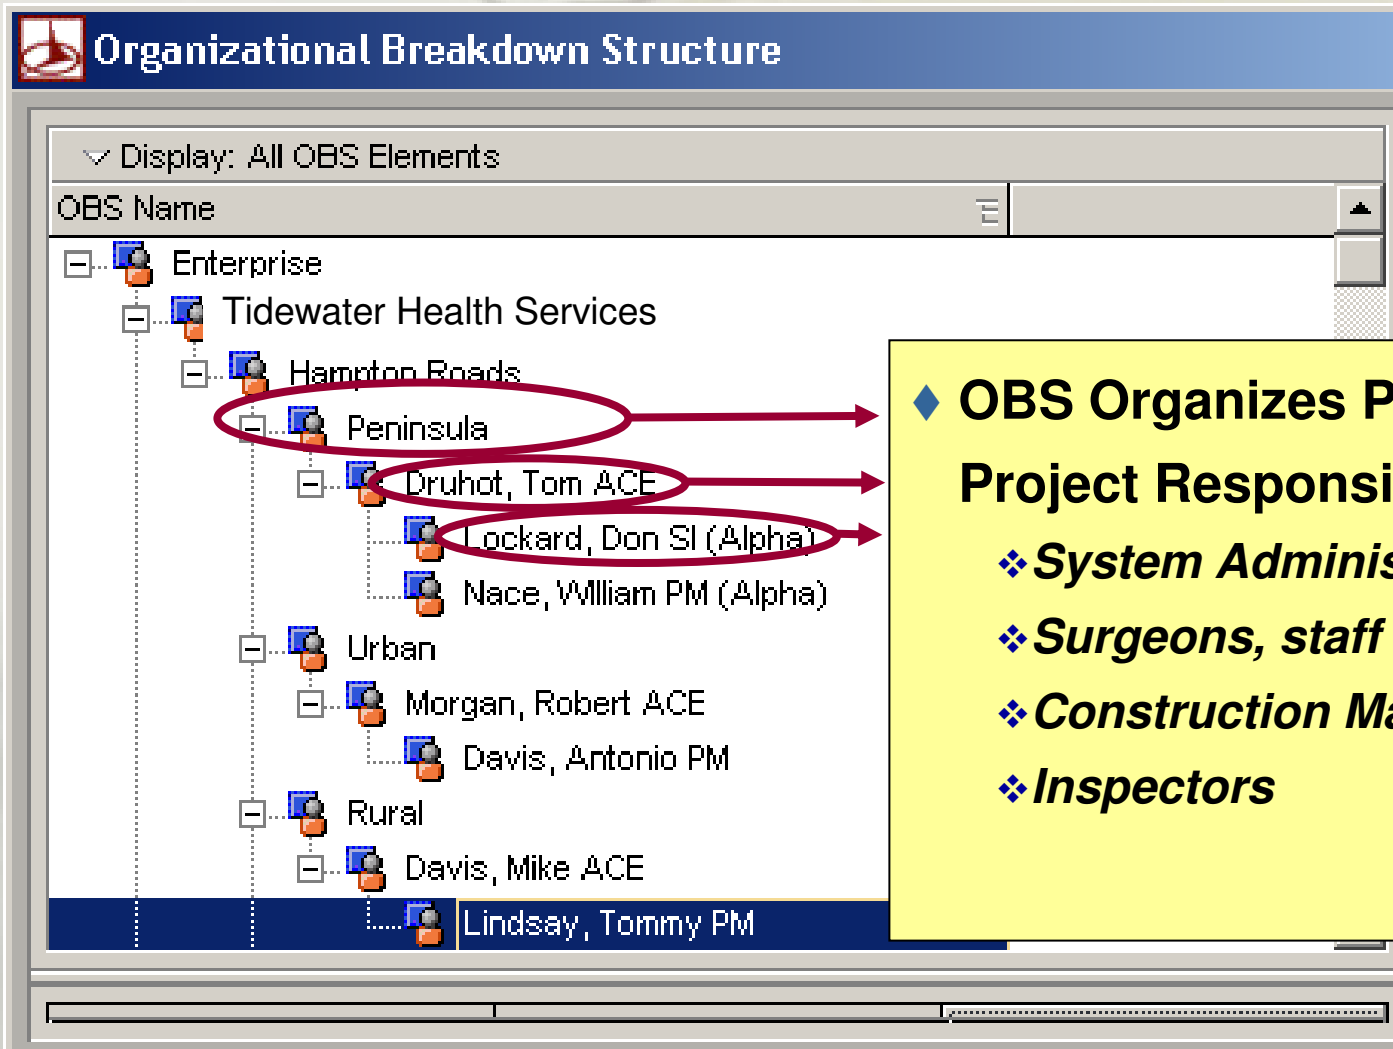 Organizational Breakdown Structure
Display: All OBS Elements
OBS Name
Enterprise
Tidewater Health Services
Hampton Roads
Peninsula
Druhot, Tom ACE
Lockard, Don SI (Alpha)
Nace, William PM (Alpha)
Urban
Morgan, Robert ACE
Davis, Antonio PM
Rural
Davis, Mike ACE
Lindsay, Tommy PM
OBS Organizes P
Project Responsi
System Adminis
Surgeons, staff
Construction Ma
Inspectors